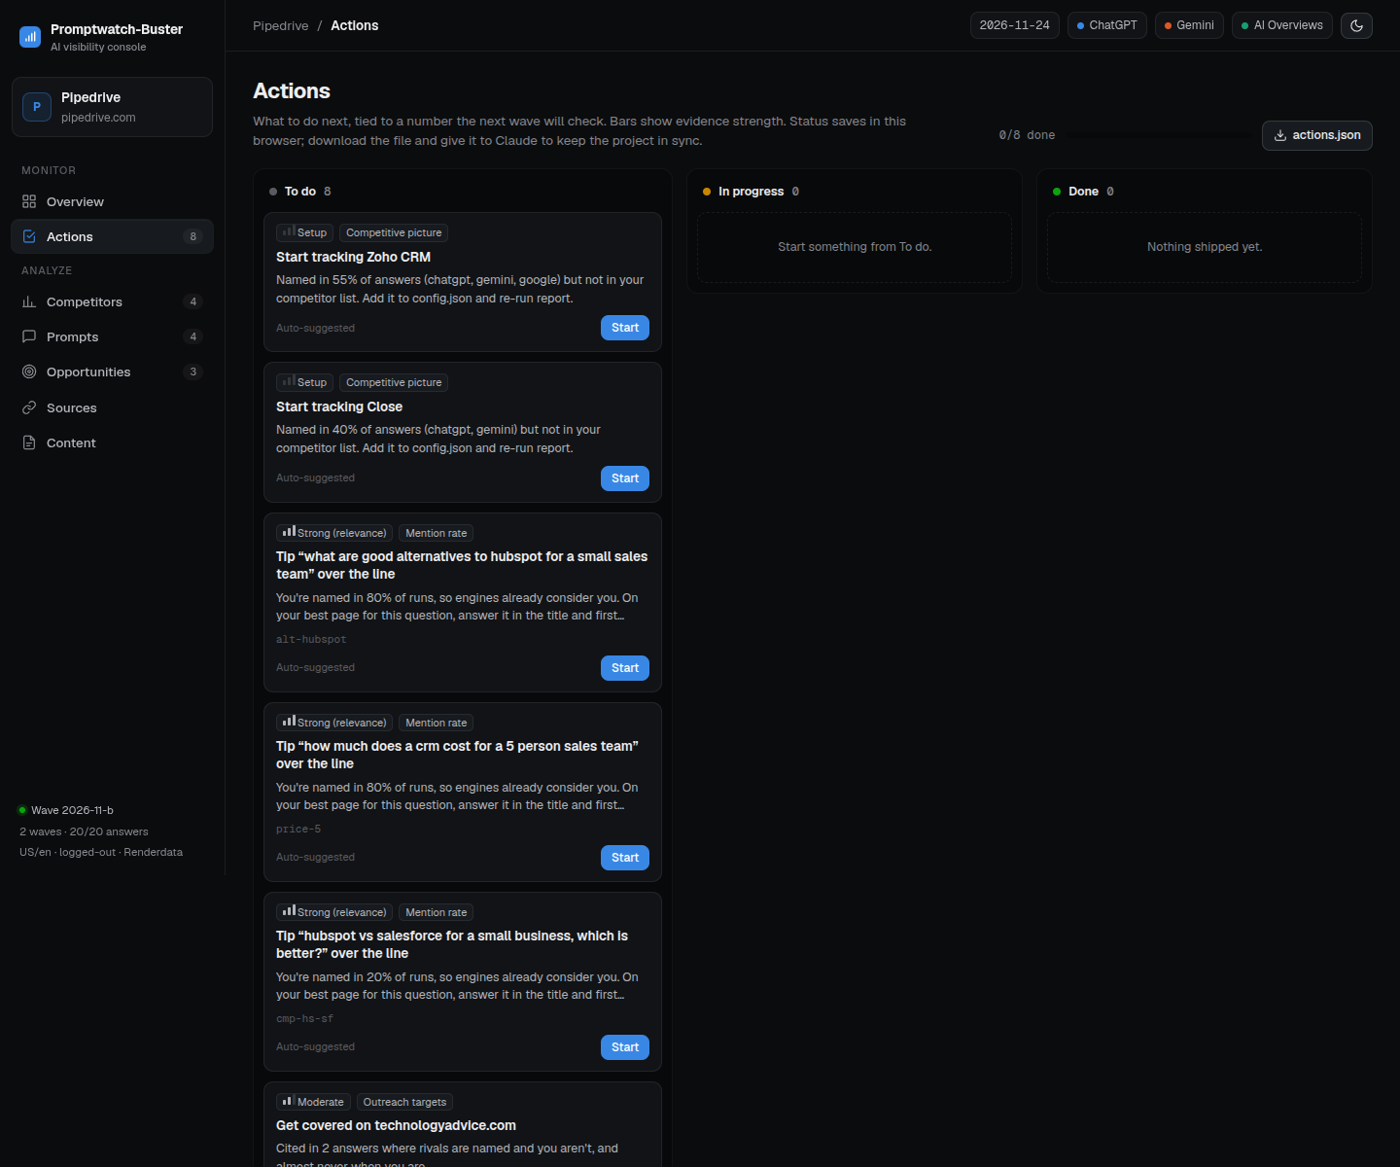 Promptwatch-Buster
AI visibility console
P
Pipedrive
pipedrive.com
MONITOR
Overview
Actions 8
ANALYZE
Competitors 4
Prompts 4
Opportunities 3
Sources
Content
Wave 2026-11-b
2 waves · 20/20 answers
US/en · logged-out · Renderdata
Pipedrive / Actions
2026-11-24 ChatGPT Gemini AI Overviews
Actions
What to do next, tied to a number the next wave will check. Bars show evidence strength. Status saves in this
browser; download the file and give it to Claude to keep the project in sync.
0/8 done
actions.json
To do 8
Setup Competitive picture
Start tracking Zoho CRM
Named in 55% of answers (chatgpt, gemini, google) but not in your
competitor list. Add it to config.json and re-run report.
Auto-suggested Start
Setup Competitive picture
Start tracking Close
Named in 40% of answers (chatgpt, gemini) but not in your
competitor list. Add it to config.json and re-run report.
Auto-suggested Start
Strong (relevance) Mention rate
Tip “what are good alternatives to hubspot for a small sales
team” over the line
You're named in 80% of runs, so engines already consider you. On
your best page for this question, answer it in the title and first…
alt-hubspot
Auto-suggested Start
Strong (relevance) Mention rate
Tip “how much does a crm cost for a 5 person sales team”
over the line
You're named in 80% of runs, so engines already consider you. On
your best page for this question, answer it in the title and first…
price-5
Auto-suggested Start
Strong (relevance) Mention rate
Tip “hubspot vs salesforce for a small business, which is
better?” over the line
You're named in 20% of runs, so engines already consider you. On
your best page for this question, answer it in the title and first…
cmp-hs-sf
Auto-suggested Start
Moderate Outreach targets
Get covered on technologyadvice.com
Cited in 2 answers where rivals are named and you aren't, and
almost never when you are.
In progress 0
Start something from To do.
Done 0
Nothing shipped yet.